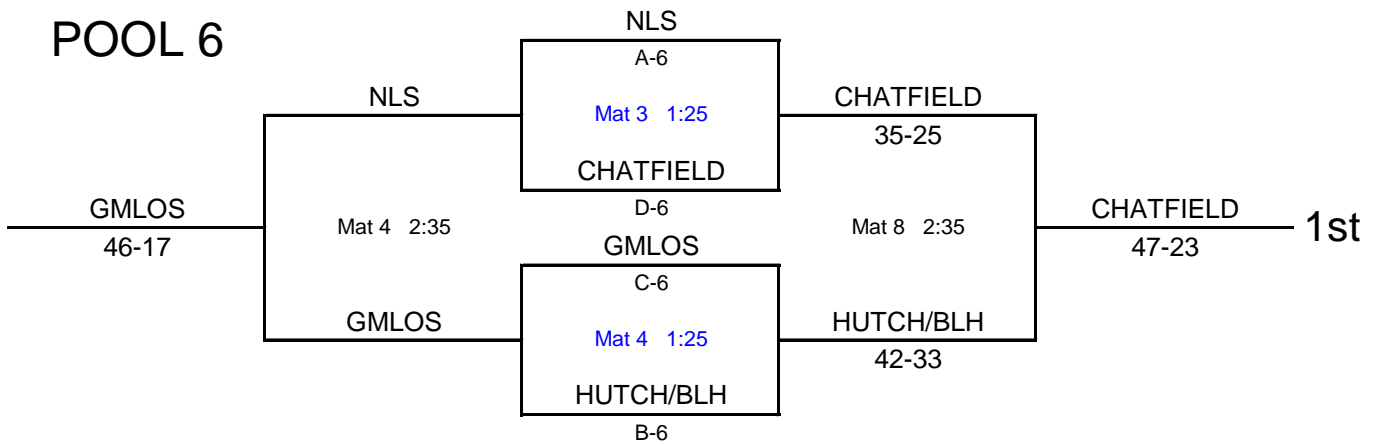 POOL 6
NLS
A-6
NLS
Mat 3 1:25
CHATFIELD
35-25
CHATFIELD
D-6
GMLOS
46-17
Mat 4 2:35
Mat 8 2:35
CHATFIELD
47-23
1st
GMLOS
C-6
GMLOS
Mat 4 1:25
HUTCH/BLH
42-33
HUTCH/BLH
B-6